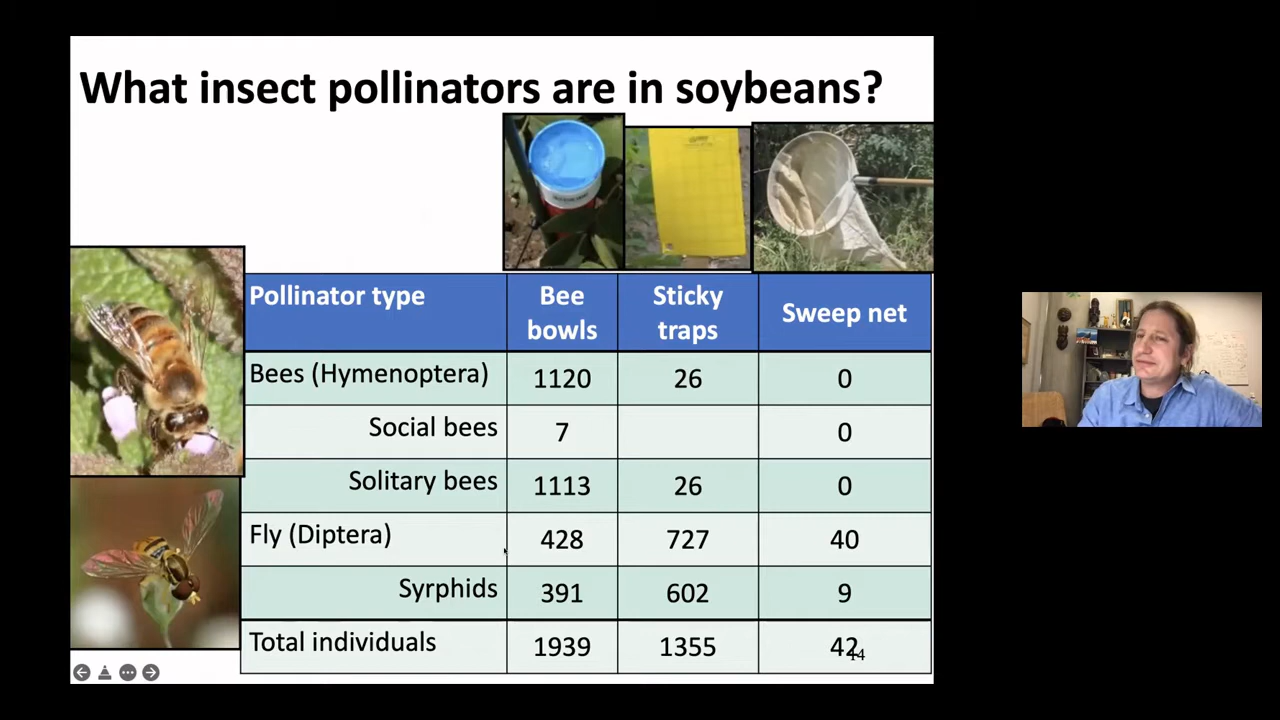 What insect pollinators are in soybeans?
Pollinator type Bee bowls Sticky traps Sweep net
Bees (Hymenoptera) 1120 26 0
Social bees 7 0
Solitary bees 1113 26 0
Fly (Diptera) 428 727 40
Syrphids 391 602 9
Total individuals 1939 1355 42
14